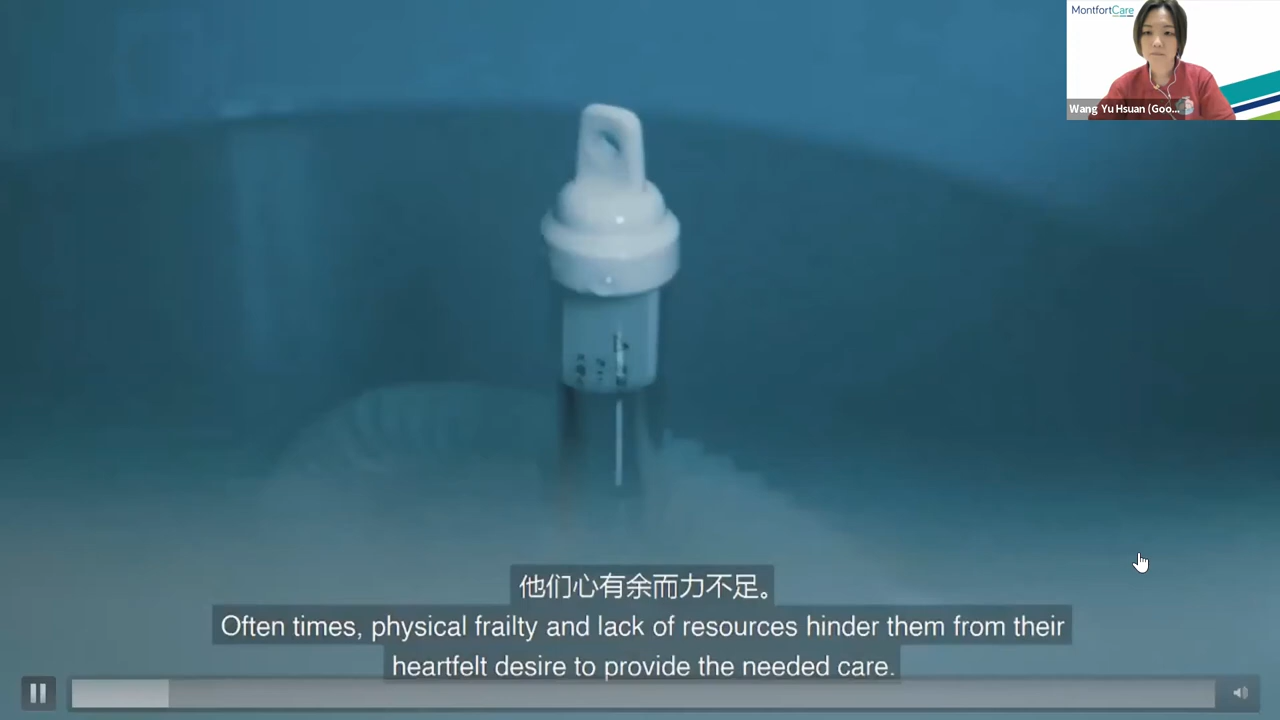 MontfortCare
Wang Yu Hsuan (Goo...
他们心有余而力不足。
Often times, physical frailty and lack of resources hinder them from their
heartfelt desire to provide the needed care.